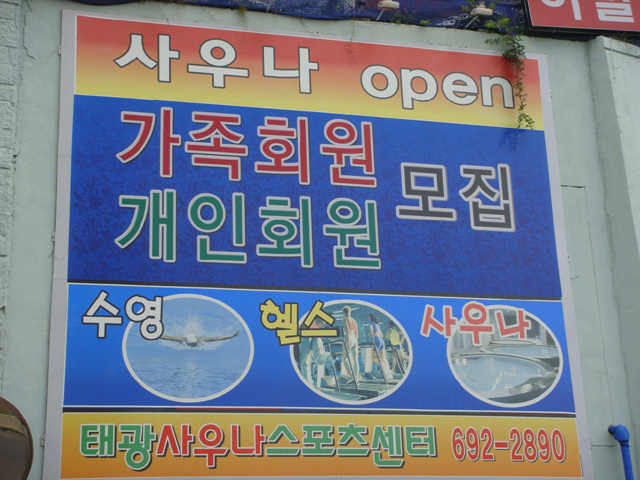 사우나 open
가족회원
개인회원
모집
수영 헬스 사우나
태광사우나스포츠센터 692-2890